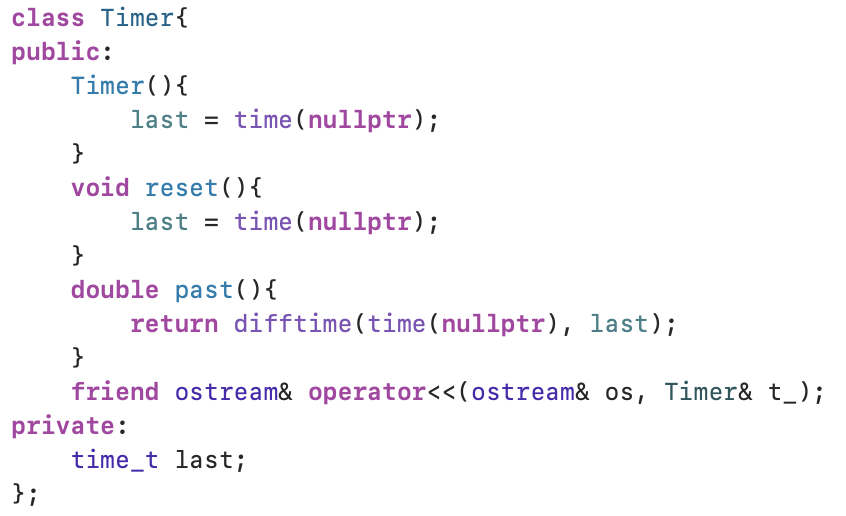 class Timer{
public:
    Timer(){
        last = time(nullptr);
    }
    void reset(){
        last = time(nullptr);
    }
    double past(){
        return difftime(time(nullptr), last);
    }
    friend ostream& operator<<(ostream& os, Timer& t_);
private:
    time_t last;
};